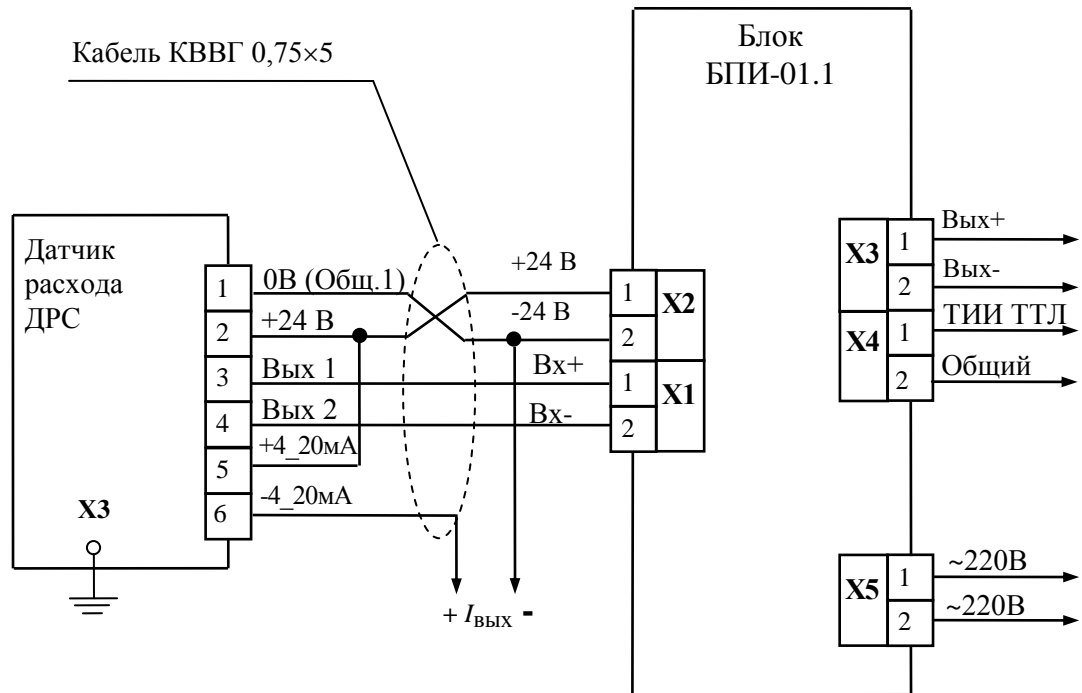 Кабель КВВГ 0,75×5
Блок
БПИ-01.1
Датчик
расхода
ДРС
X3
1
2
3
4
5
6
0В (Общ.1)
+24 В
Вых 1
Вых 2
+4_20мА
-4_20мА
+24 В
-24 В
Вх+
Вх-
1
2
X2
1
2
X1
+ Iвых -
X3
1
2
Вых+
Вых-
X4
1
2
ТИИ ТТЛ
Общий
X5
1
2
~220В
~220В